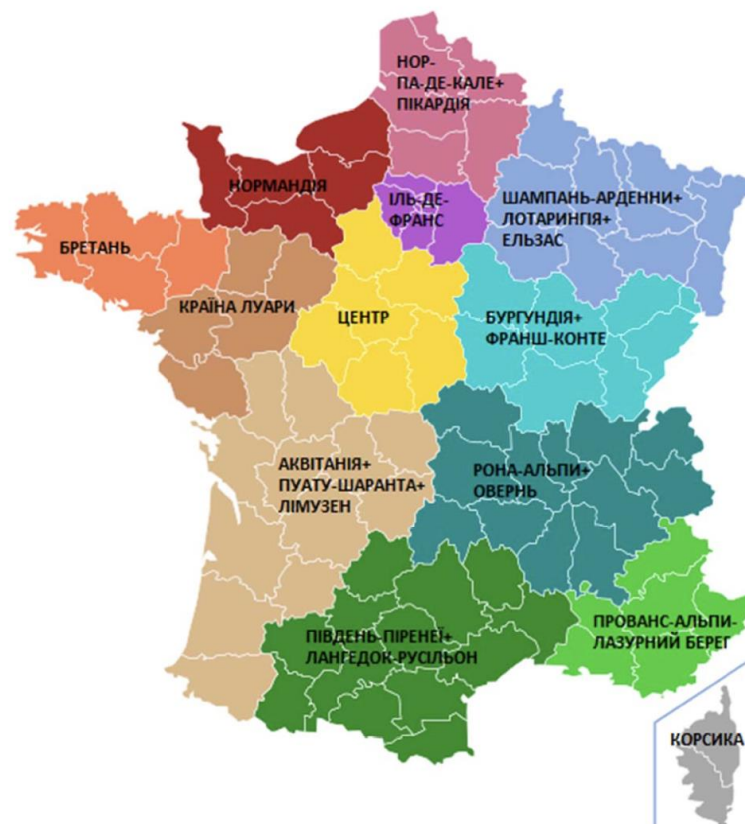 НОР-
ПА-ДЕ-КАЛЕ+
ПІКАРДІЯ
НОРМАНДІЯ
ІЛЬ-ДЕ-
ФРАНС
ШАМПАНЬ-АРДЕННИ+
ЛОТАРИНГІЯ+
ЕЛЬЗАС
БРЕТАНЬ
КРАЇНА ЛУАРИ
ЦЕНТР
БУРГУНДІЯ+
ФРАНШ-КОНТЕ
АКВІТАНІЯ+
ПУАТУ-ШАРАНТА+
ЛІМУЗЕН
РОНА-АЛЬПИ+
ОВЕРНЬ
ПІВДЕНЬ-ПІРЕНЕЇ+
ЛАНГЕДОК-РУСІЛЬОН
ПРОВАНС-АЛЬПИ-
ЛАЗУРНИЙ БЕРЕГ
КОРСИКА